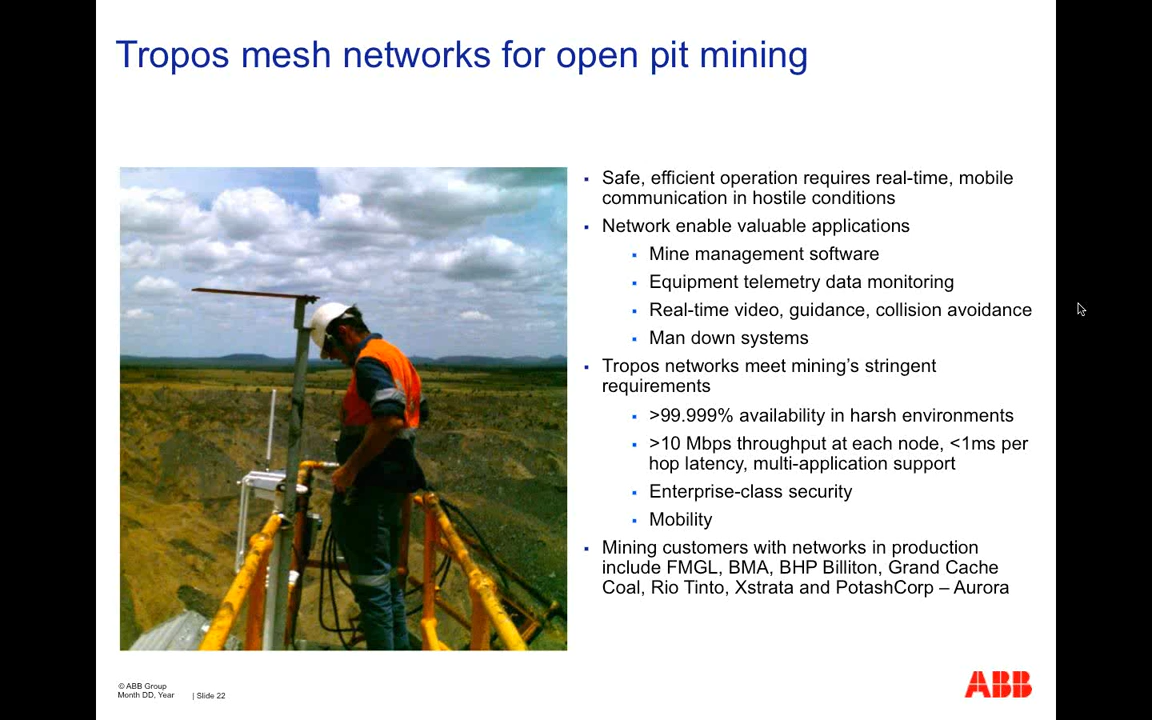 Tropos mesh networks for open pit mining
▪ Safe, efficient operation requires real-time, mobile
communication in hostile conditions
▪ Network enable valuable applications
▪ Mine management software
▪ Equipment telemetry data monitoring
▪ Real-time video, guidance, collision avoidance
▪ Man down systems
▪ Tropos networks meet mining’s stringent
requirements
▪ >99.999% availability in harsh environments
▪ >10 Mbps throughput at each node, <1ms per
hop latency, multi-application support
▪ Enterprise-class security
▪ Mobility
▪ Mining customers with networks in production
include FMGL, BMA, BHP Billiton, Grand Cache
Coal, Rio Tinto, Xstrata and PotashCorp – Aurora
© ABB Group
Month DD, Year | Slide 22
ABB